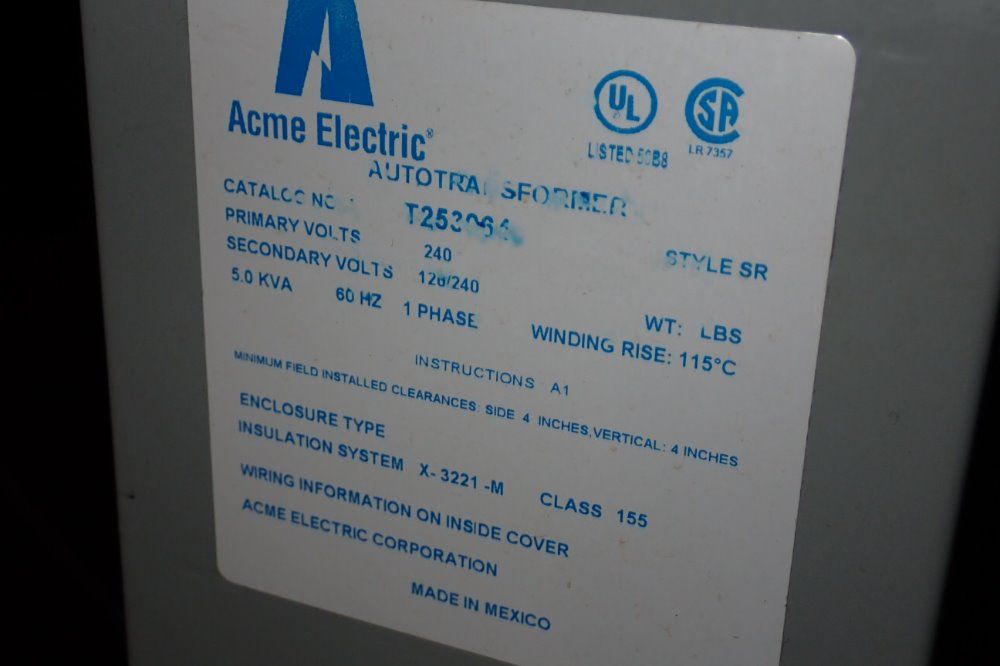 Acme Electric®
UL
LISTED
SA
LR 7357
AUTOTRANSFORMER
CATALOG NO.
PRIMARY VOLTS 240
STYLE SR
SECONDARY VOLTS 120/240
5.0 KVA 60 HZ 1 PHASE
WT: LBS
WINDING RISE: 115°C
INSTRUCTIONS A1
MINIMUM FIELD INSTALLED CLEARANCES: SIDE 4 INCHES, VERTICAL: 4 INCHES
ENCLOSURE TYPE
INSULATION SYSTEM X-3221-M CLASS 155
WIRING INFORMATION ON INSIDE COVER
ACME ELECTRIC CORPORATION
MADE IN MEXICO